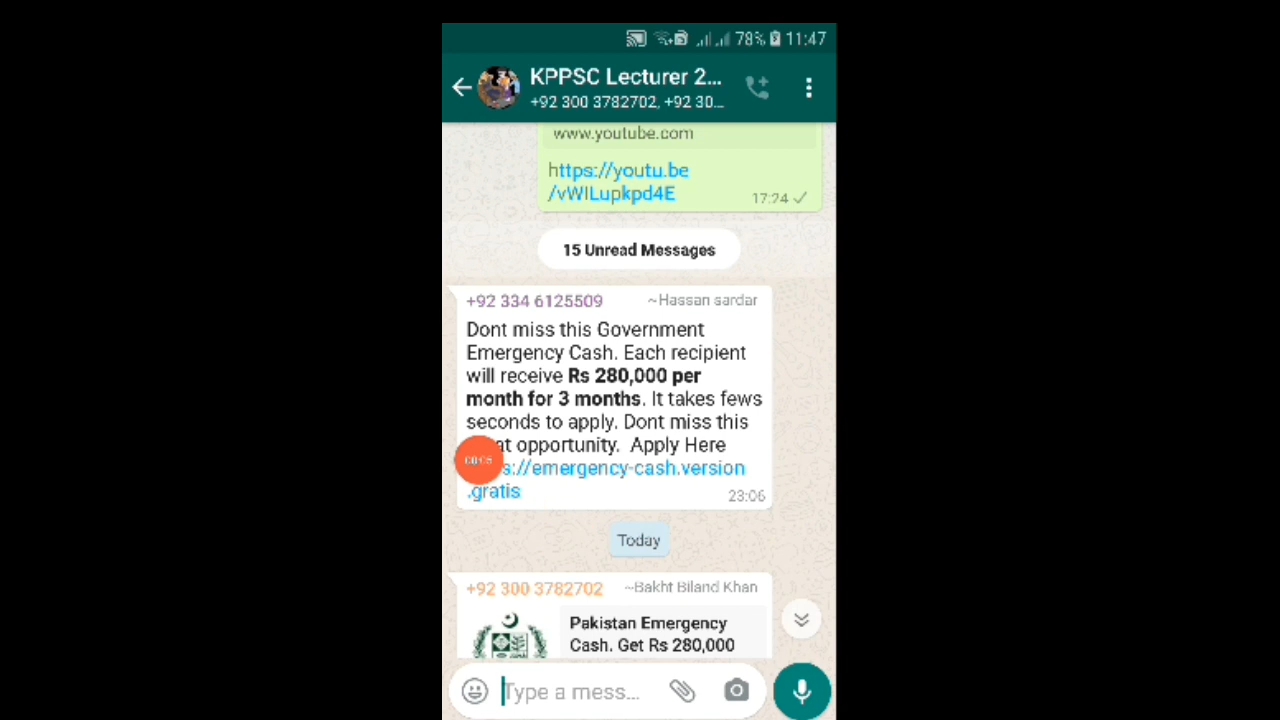 78% 11:47
KPPSC Lecturer 2...
+92 300 3782702, +92 30...
www.youtube.com
https://youtu.be
/vWILupkpd4E
17:24
15 Unread Messages
+92 334 6125509 ~Hassan sardar
Dont miss this Government
Emergency Cash. Each recipient
will receive Rs 280,000 per
month for 3 months. It takes fews
seconds to apply. Dont miss this
at opportunity. Apply Here
s://emergency-cash.version
.gratis
23:06
Today
+92 300 3782702 ~Bakht Biland Khan
Pakistan Emergency
Cash. Get Rs 280,000
Type a mess...